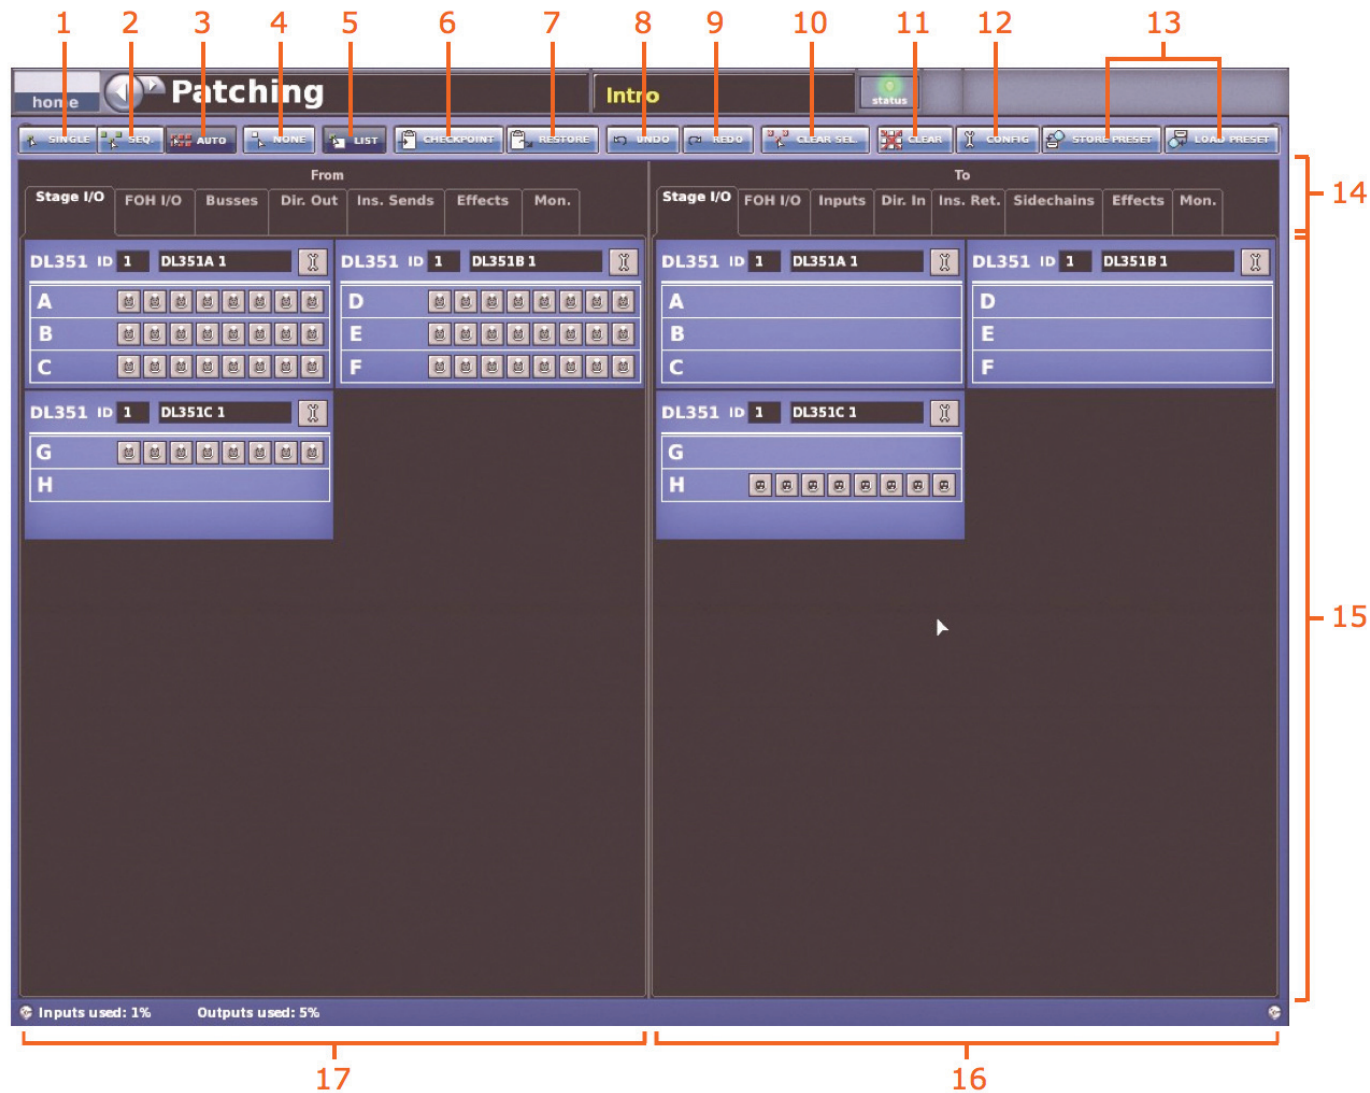 1 2 3 4 5 6 7 8 9 10 11 12 13
home Patching Intro status
SINGLE SEQ. AUTO NONE LIST CHECKPOINT RESTORE UNDO REDO CLEAR SEL. CLEAR CONFIG STORE PRESET LOAD PRESET
From To
14
Stage I/O FOH I/O Busses Dir. Out Ins. Sends Effects Mon. Stage I/O FOH I/O Inputs Dir. In Ins. Ret. Sidechains Effects Mon.
DL351 ID 1 DL351A 1 DL351 ID 1 DL351B 1 DL351 ID 1 DL351A 1 DL351 ID 1 DL351B 1
A D A D
B E B E
C F C F
DL351 ID 1 DL351C 1 DL351 ID 1 DL351C 1
G G
H H
15
Inputs used: 1% Outputs used: 5%
17 16